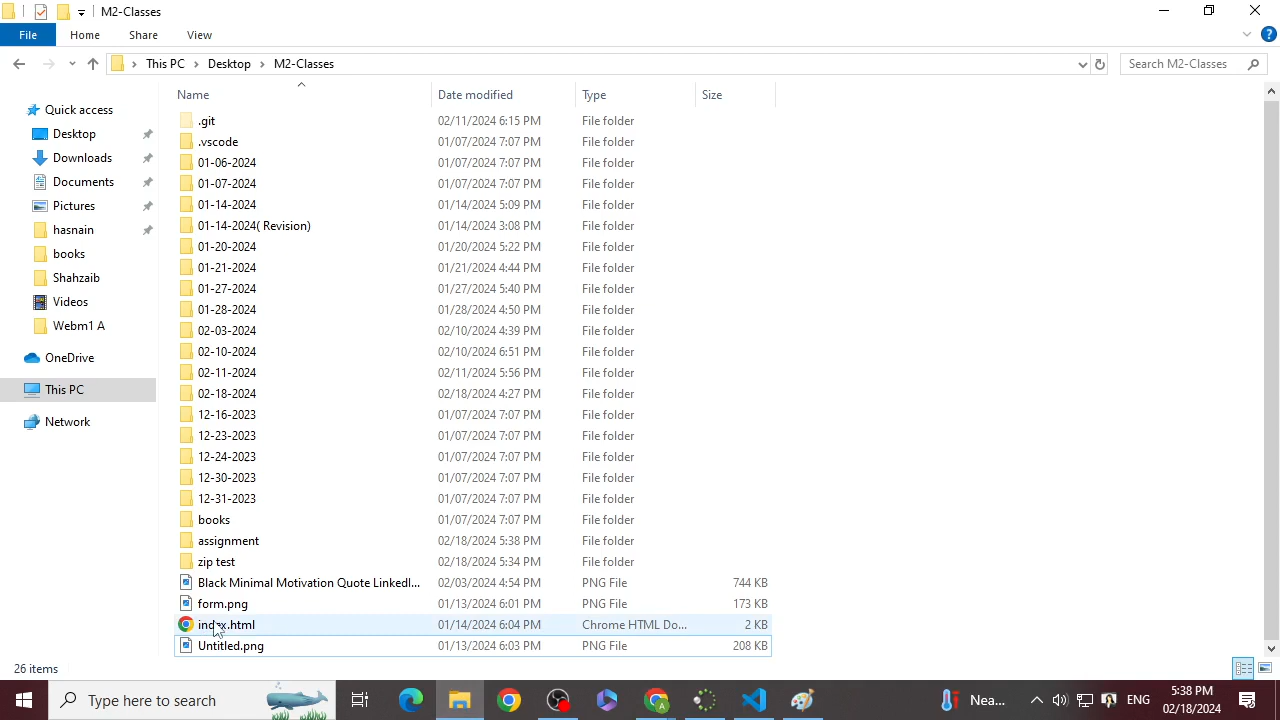 M2-Classes
File Home Share View
This PC Desktop M2-Classes Search M2-Classes
Name Date modified Type Size
Quick access
Desktop
Downloads
Documents
Pictures
hasnain
books
Shahzaib
Videos
Webm1 A
OneDrive
This PC
Network
.git 02/11/2024 6:15 PM File folder
.vscode 01/07/2024 7:07 PM File folder
01-06-2024 01/07/2024 7:07 PM File folder
01-07-2024 01/07/2024 7:07 PM File folder
01-14-2024 01/14/2024 5:09 PM File folder
01-14-2024( Revision) 01/14/2024 3:08 PM File folder
01-20-2024 01/20/2024 5:22 PM File folder
01-21-2024 01/21/2024 4:44 PM File folder
01-27-2024 01/27/2024 5:40 PM File folder
01-28-2024 01/28/2024 4:50 PM File folder
02-03-2024 02/10/2024 4:39 PM File folder
02-10-2024 02/10/2024 6:51 PM File folder
02-11-2024 02/11/2024 5:56 PM File folder
02-18-2024 02/18/2024 4:27 PM File folder
12-16-2023 01/07/2024 7:07 PM File folder
12-23-2023 01/07/2024 7:07 PM File folder
12-24-2023 01/07/2024 7:07 PM File folder
12-30-2023 01/07/2024 7:07 PM File folder
12-31-2023 01/07/2024 7:07 PM File folder
books 01/07/2024 7:07 PM File folder
assignment 02/18/2024 5:38 PM File folder
zip test 02/18/2024 5:34 PM File folder
Black Minimal Motivation Quote LinkedI... 02/03/2024 4:54 PM PNG File 744 KB
form.png 01/13/2024 6:01 PM PNG File 173 KB
index.html 01/14/2024 6:04 PM Chrome HTML Do... 2 KB
Untitled.png 01/13/2024 6:03 PM PNG File 208 KB
26 items
Type here to search Nea... ENG 5:38 PM
02/18/2024